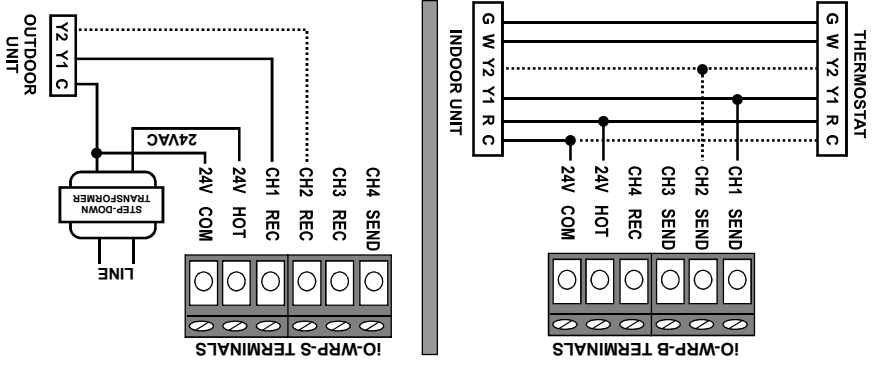 iO-WRP-B TERMINALS
CH1 SEND
CH2 SEND
CH3 SEND
CH4 REC
24V HOT
24V COM
THERMOSTAT
G W Y2 Y1 R C
INDOOR UNIT
G W Y2 Y1 R C
iO-WRP-S TERMINALS
CH4 SEND
CH3 REC
CH2 REC
CH1 REC
24V HOT
24V COM
LINE
STEP-DOWN
TRANSFORMER
24VAC
OUTDOOR
UNIT
Y2 Y1 C